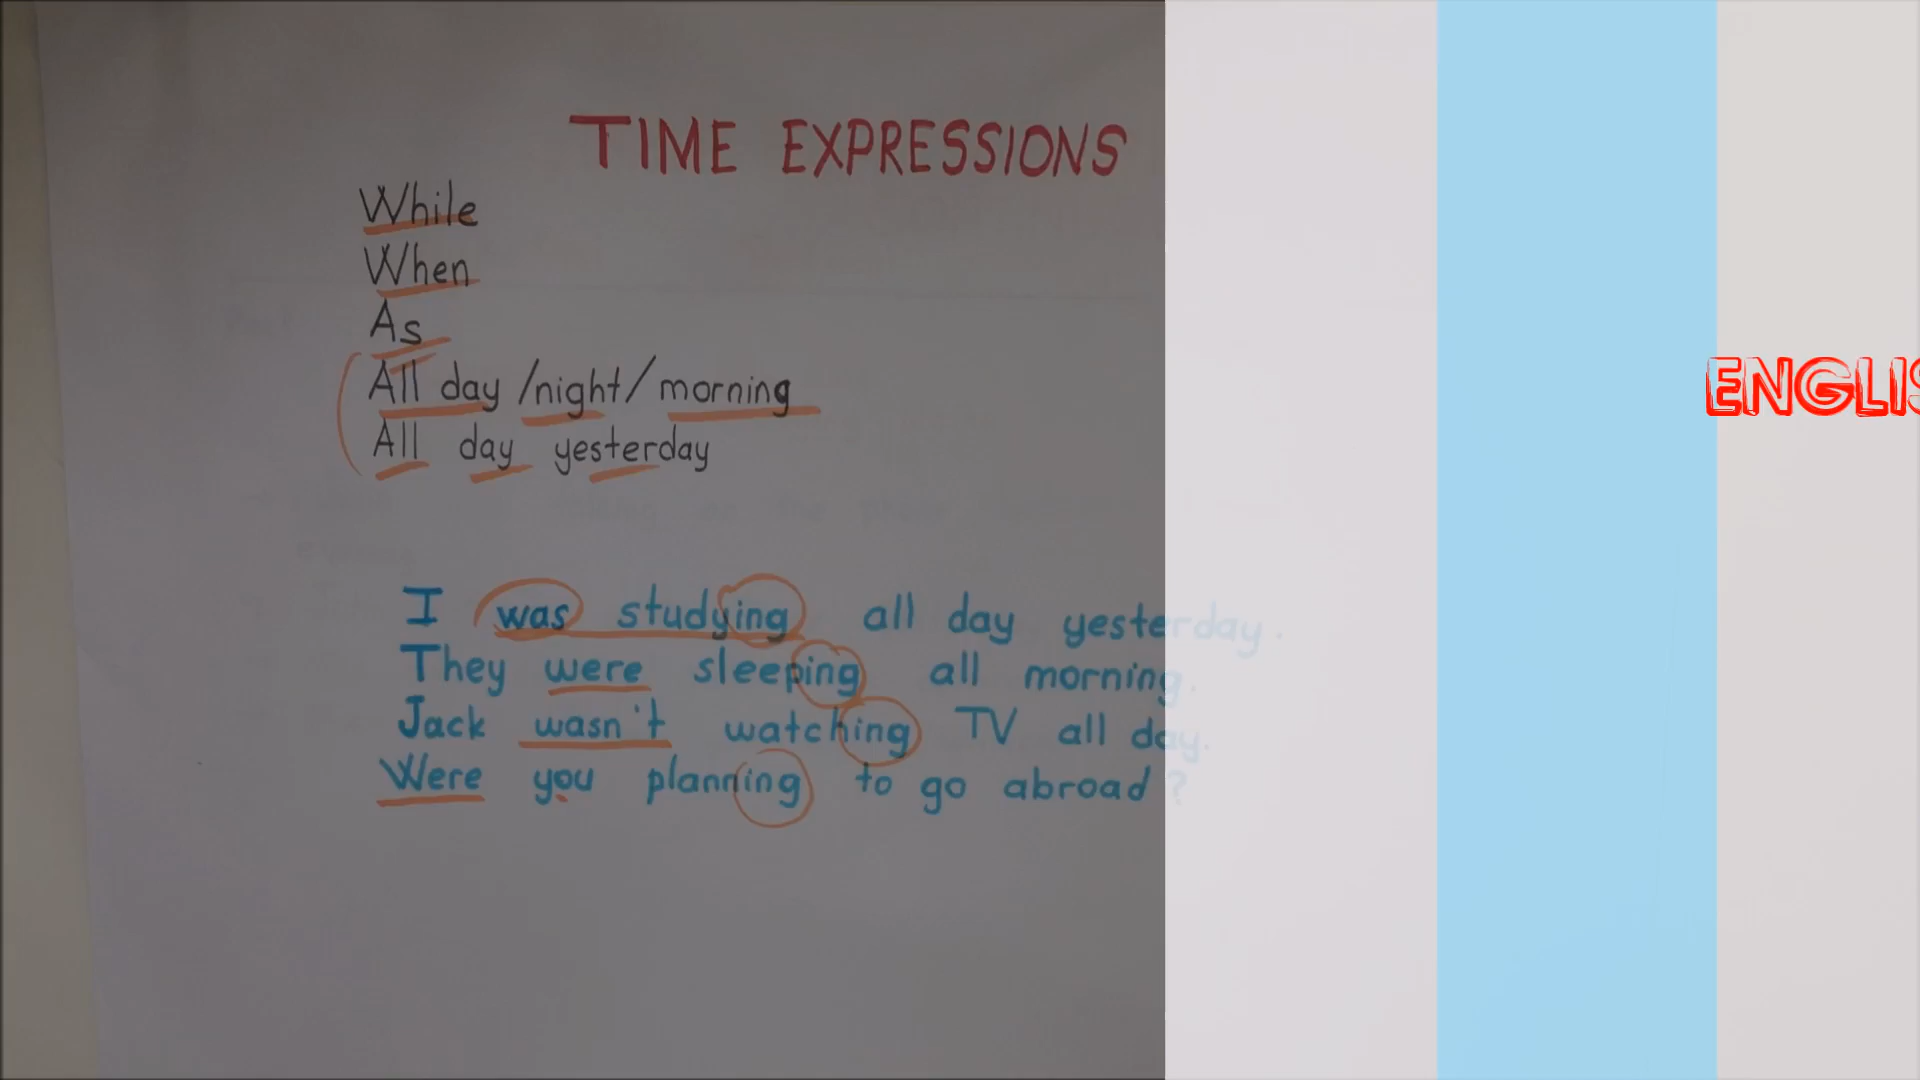 TIME EXPRESSIONS
While
When
As
All day /night/ morning
All day yesterday
ENGLIS
I was studying all day yesterday.
They were sleeping all morning.
Jack wasn't watching TV all day.
Were you planning to go abroad?